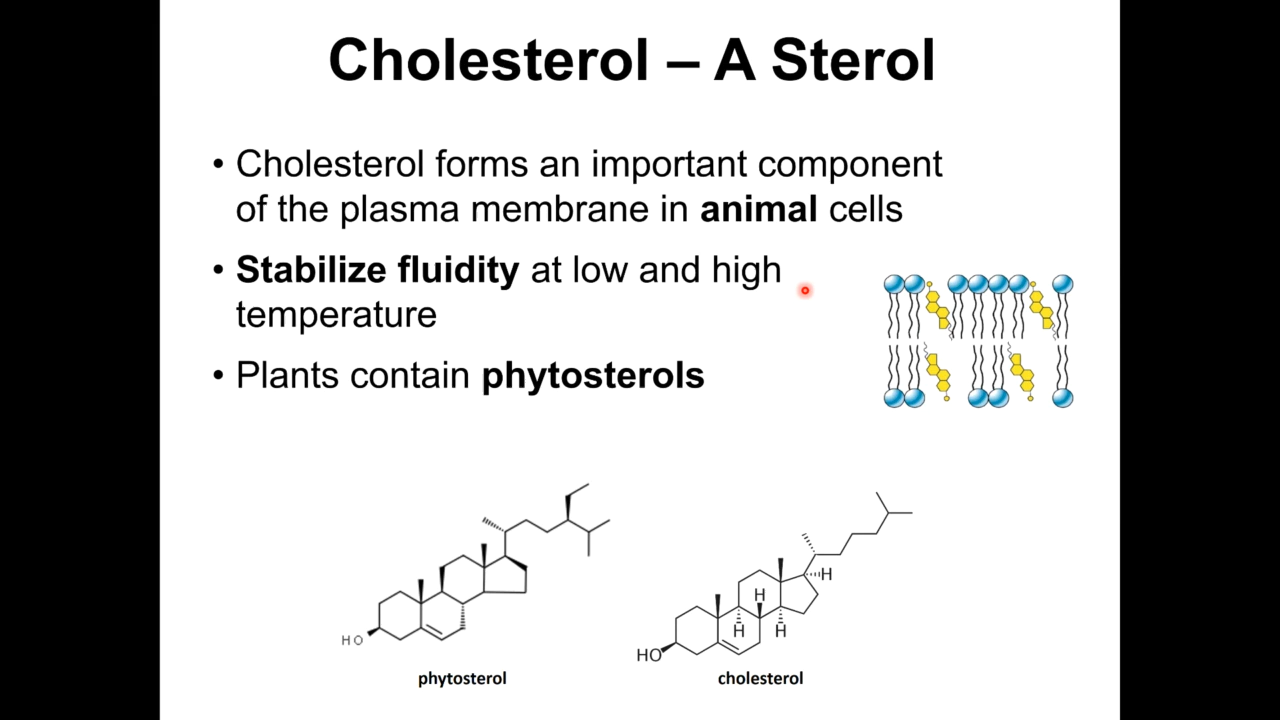 Cholesterol – A Sterol
• Cholesterol forms an important component
of the plasma membrane in animal cells
• Stabilize fluidity at low and high
temperature
• Plants contain phytosterols
HO
phytosterol
H
H
H
H
HO
cholesterol